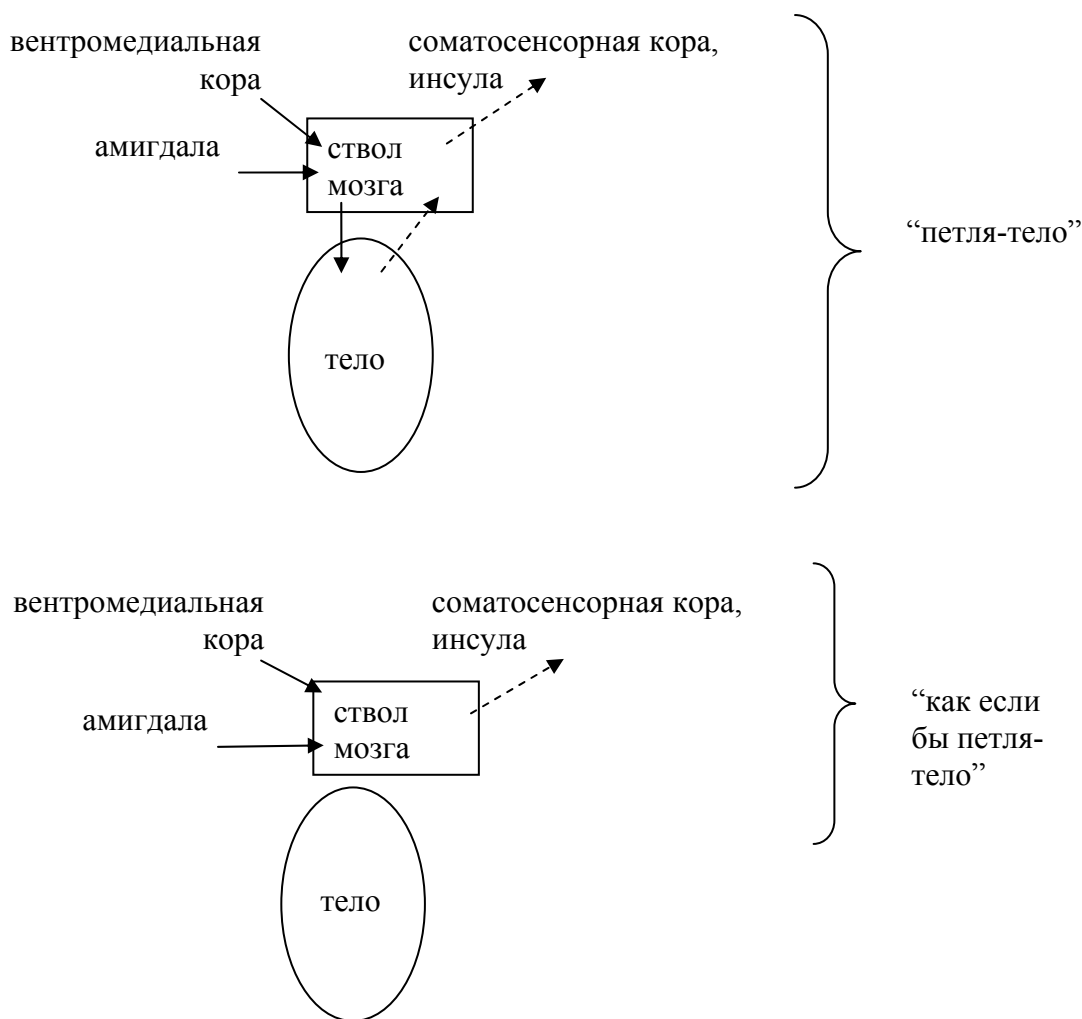 вентромедиальная
кора
соматосенсорная кора,
инсула
амигдала
ствол
мозга
тело
“петля-тело”
вентромедиальная
кора
соматосенсорная кора,
инсула
амигдала
ствол
мозга
тело
“как если
бы петля-
тело”